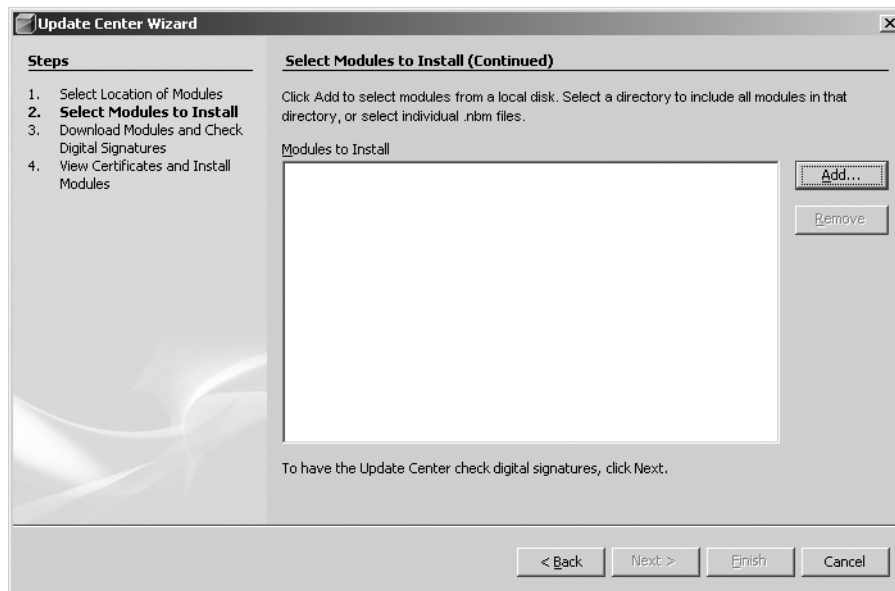 Update Center Wizard
Steps
1. Select Location of Modules
2. Select Modules to Install
3. Download Modules and Check
Digital Signatures
4. View Certificates and Install
Modules
Select Modules to Install (Continued)
Click Add to select modules from a local disk. Select a directory to include all modules in that
directory, or select individual .nbm files.
Modules to Install
Add...
Remove
To have the Update Center check digital signatures, click Next.
< Back
Next >
Finish
Cancel